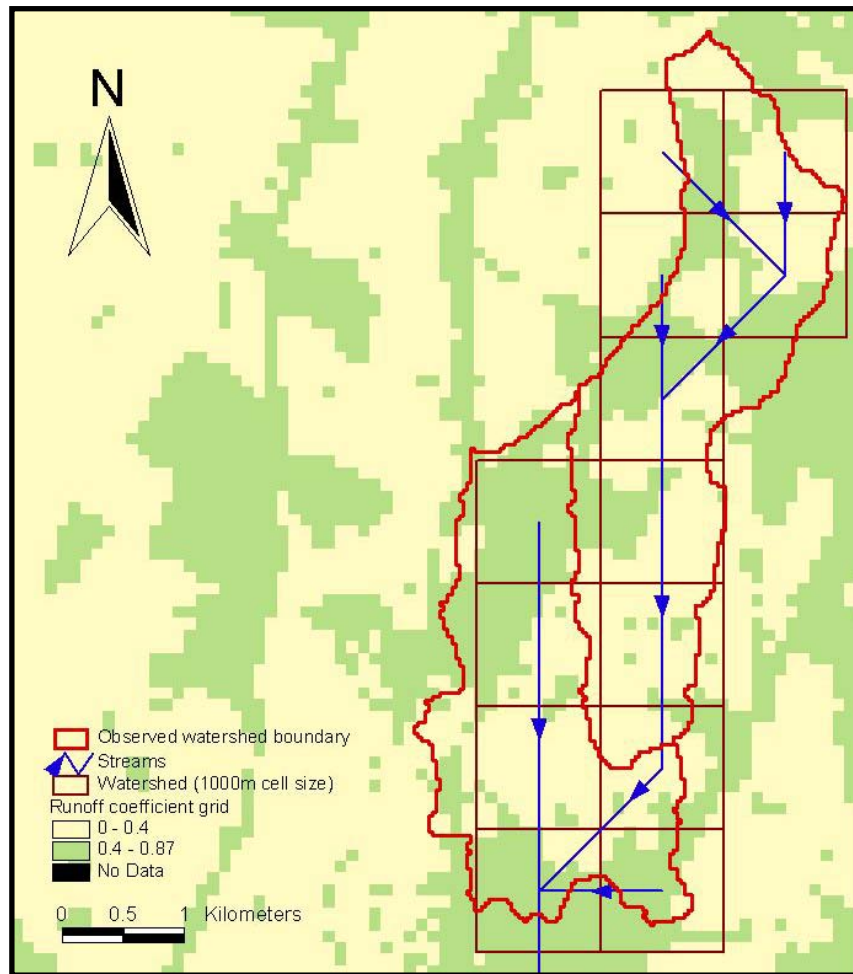 N
Observed watershed boundary
Streams
Watershed (1000m cell size)
Runoff coefficient grid
0 - 0.4
0.4 - 0.87
No Data
0 0.5 1 Kilometers